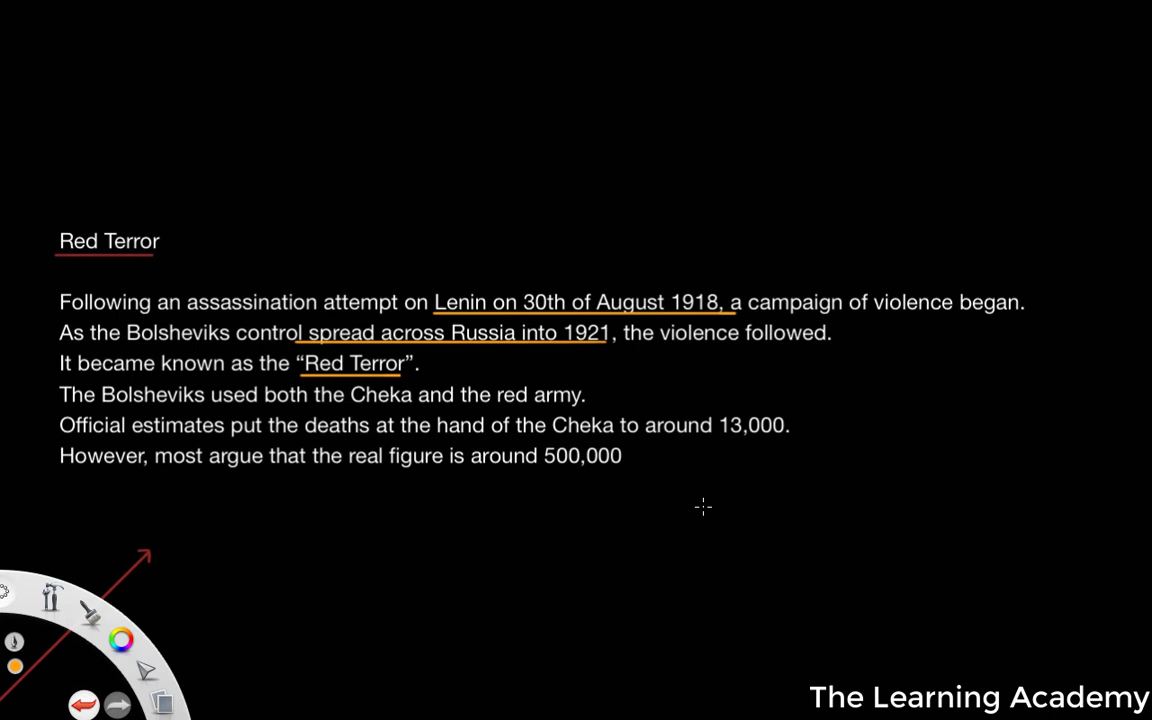 Red Terror
Following an assassination attempt on Lenin on 30th of August 1918, a campaign of violence began.
As the Bolsheviks control spread across Russia into 1921, the violence followed.
It became known as the “Red Terror”.
The Bolsheviks used both the Cheka and the red army.
Official estimates put the deaths at the hand of the Cheka to around 13,000.
However, most argue that the real figure is around 500,000
The Learning Academy